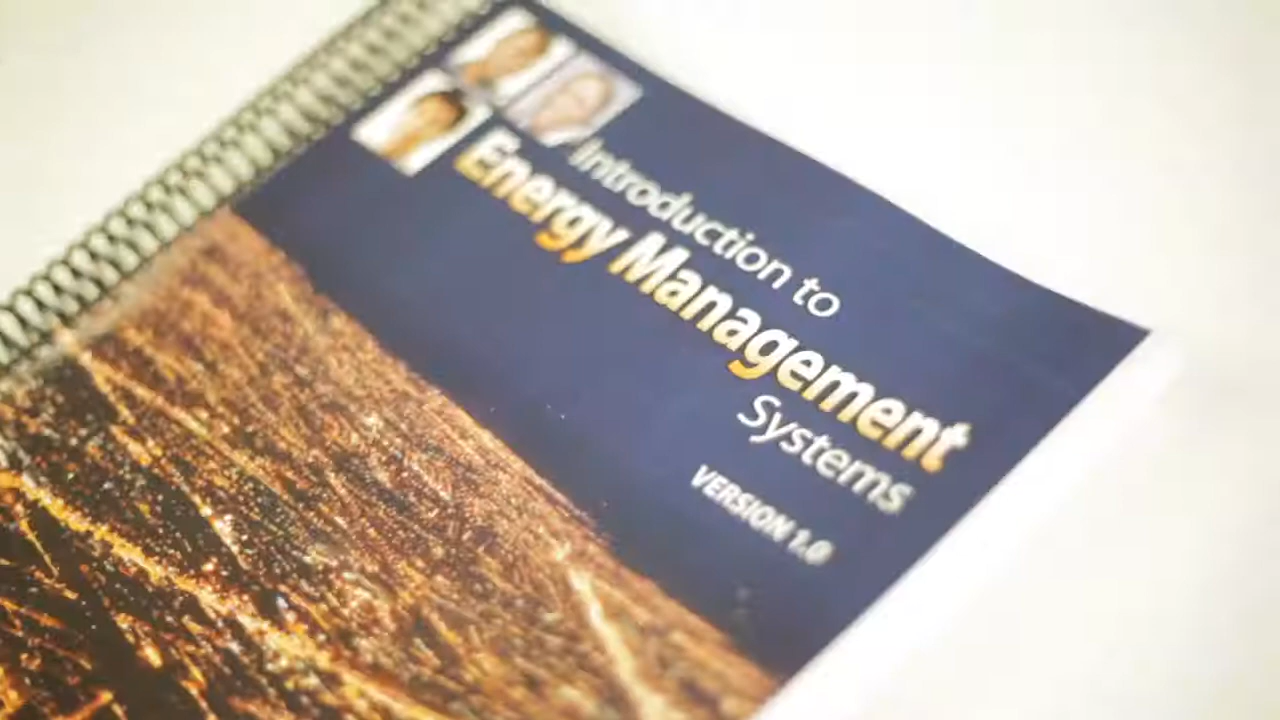 Introduction to
Energy Management
Systems
VERSION 1.0